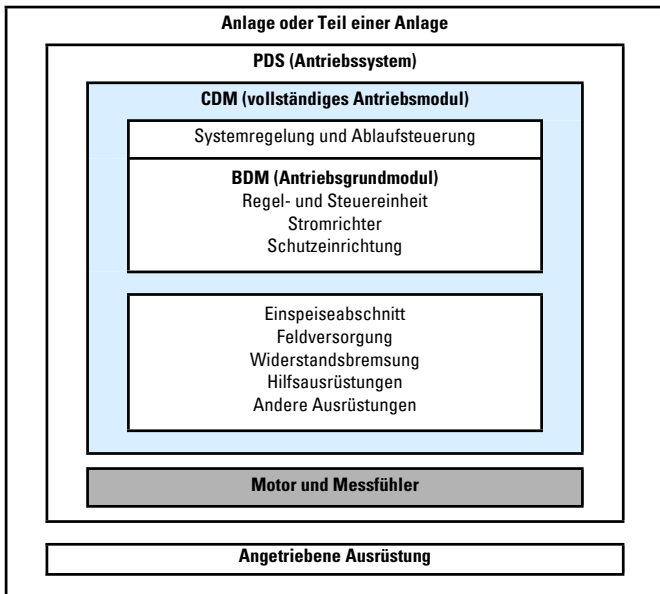 Anlage oder Teil einer Anlage
PDS (Antriebssystem)
CDM (vollständiges Antriebsmodul)
Systemregelung und Ablaufsteuerung
BDM (Antriebsgrundmodul)
Regel- und Steuereinheit
Stromrichter
Schutzeinrichtung
Einspeiseabschnitt
Feldversorgung
Widerstandsbremsung
Hilfsausrüstungen
Andere Ausrüstungen
Motor und Messfühler
Angetriebene Ausrüstung